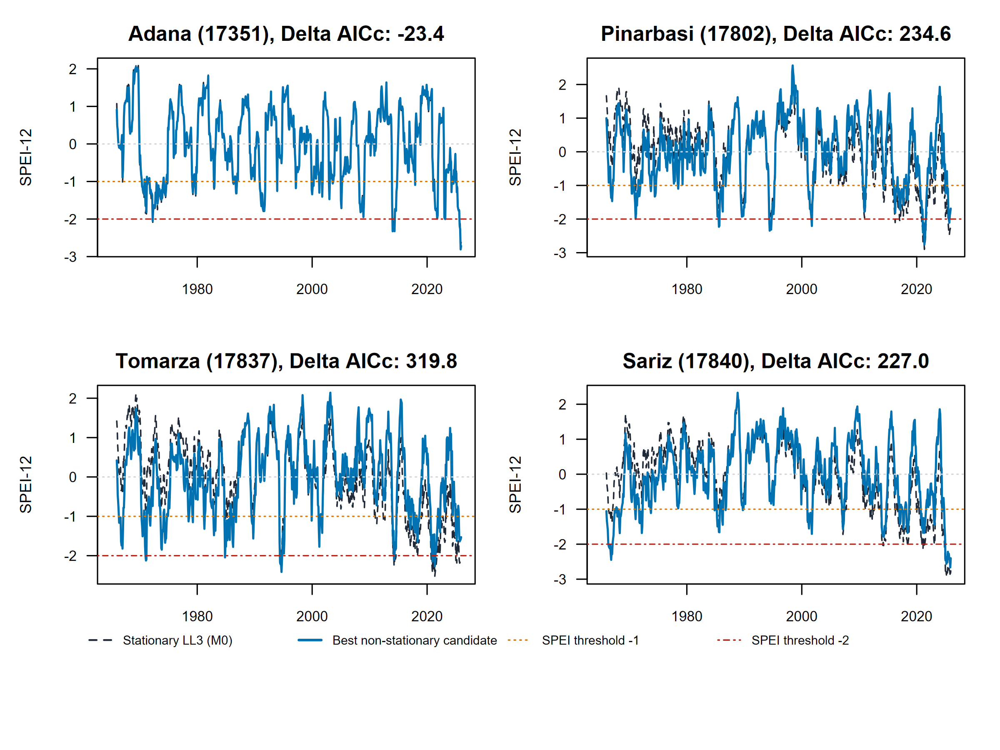 Adana (17351), Delta AICc: -23.4
Pinarbasi (17802), Delta AICc: 234.6
SPEI-12
2
1
0
-1
-2
-3
1980
2000
2020
SPEI-12
2
1
0
-1
-2
-3
1980
2000
2020
Tomarza (17837), Delta AICc: 319.8
Sariz (17840), Delta AICc: 227.0
SPEI-12
2
1
0
-1
-2
1980
2000
2020
SPEI-12
2
1
0
-1
-2
-3
1980
2000
2020
Stationary LL3 (M0)
Best non-stationary candidate
SPEI threshold -1
SPEI threshold -2